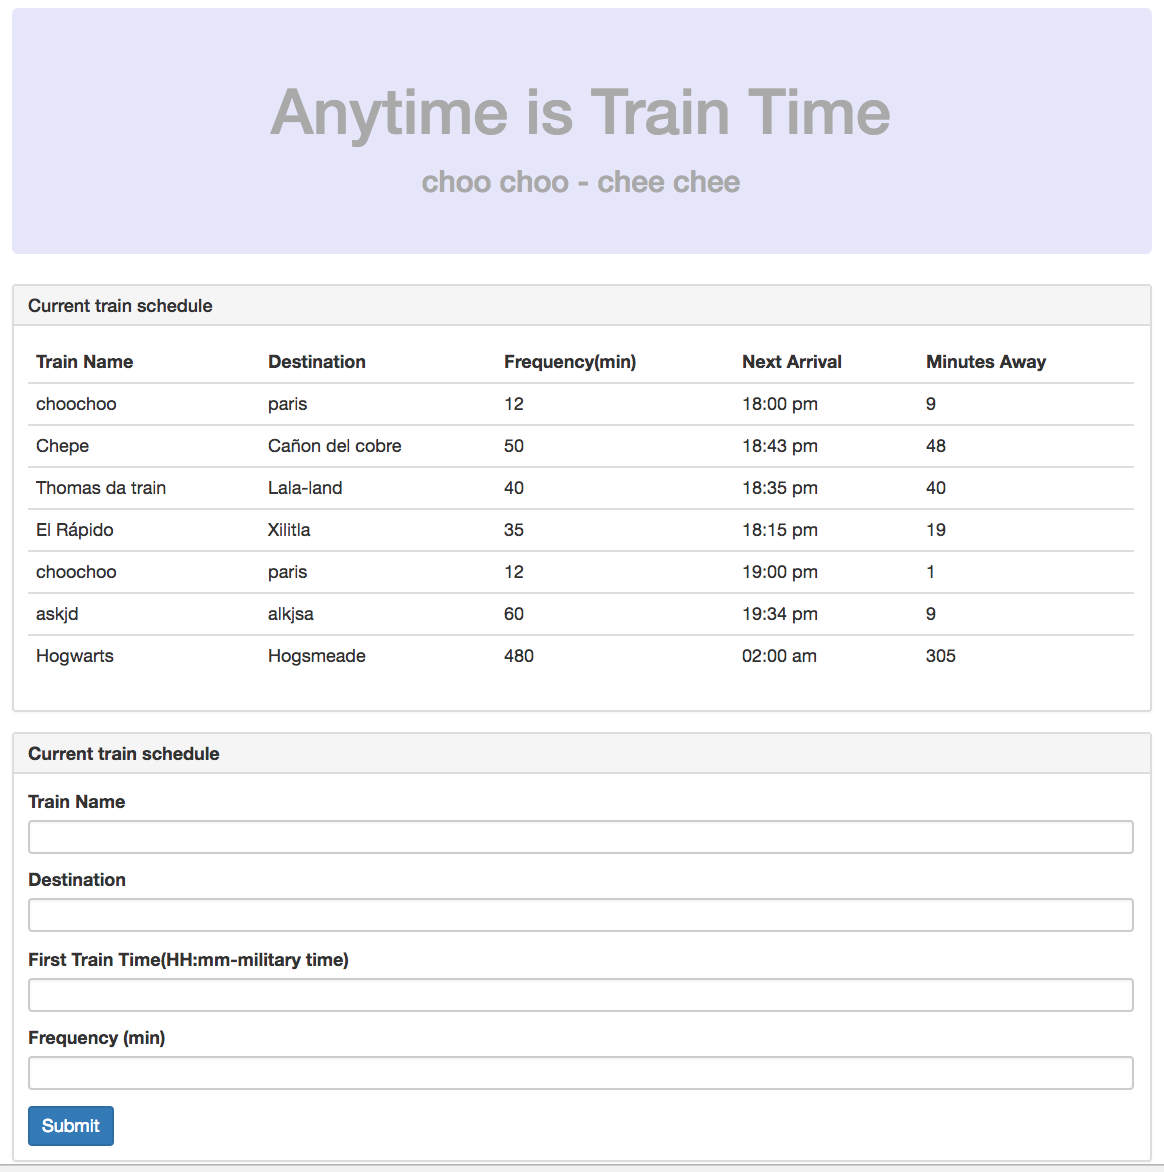 Anytime is Train Time
choo choo - chee chee
Current train schedule
Train Name Destination Frequency(min) Next Arrival Minutes Away
choochoo paris 12 18:00 pm 9
Chepe Cañon del cobre 50 18:43 pm 48
Thomas da train Lala-land 40 18:35 pm 40
El Rápido Xilitla 35 18:15 pm 19
choochoo paris 12 19:00 pm 1
askjd alkjsa 60 19:34 pm 9
Hogwarts Hogsmeade 480 02:00 am 305
Current train schedule
Train Name
Destination
First Train Time(HH:mm-military time)
Frequency (min)
Submit